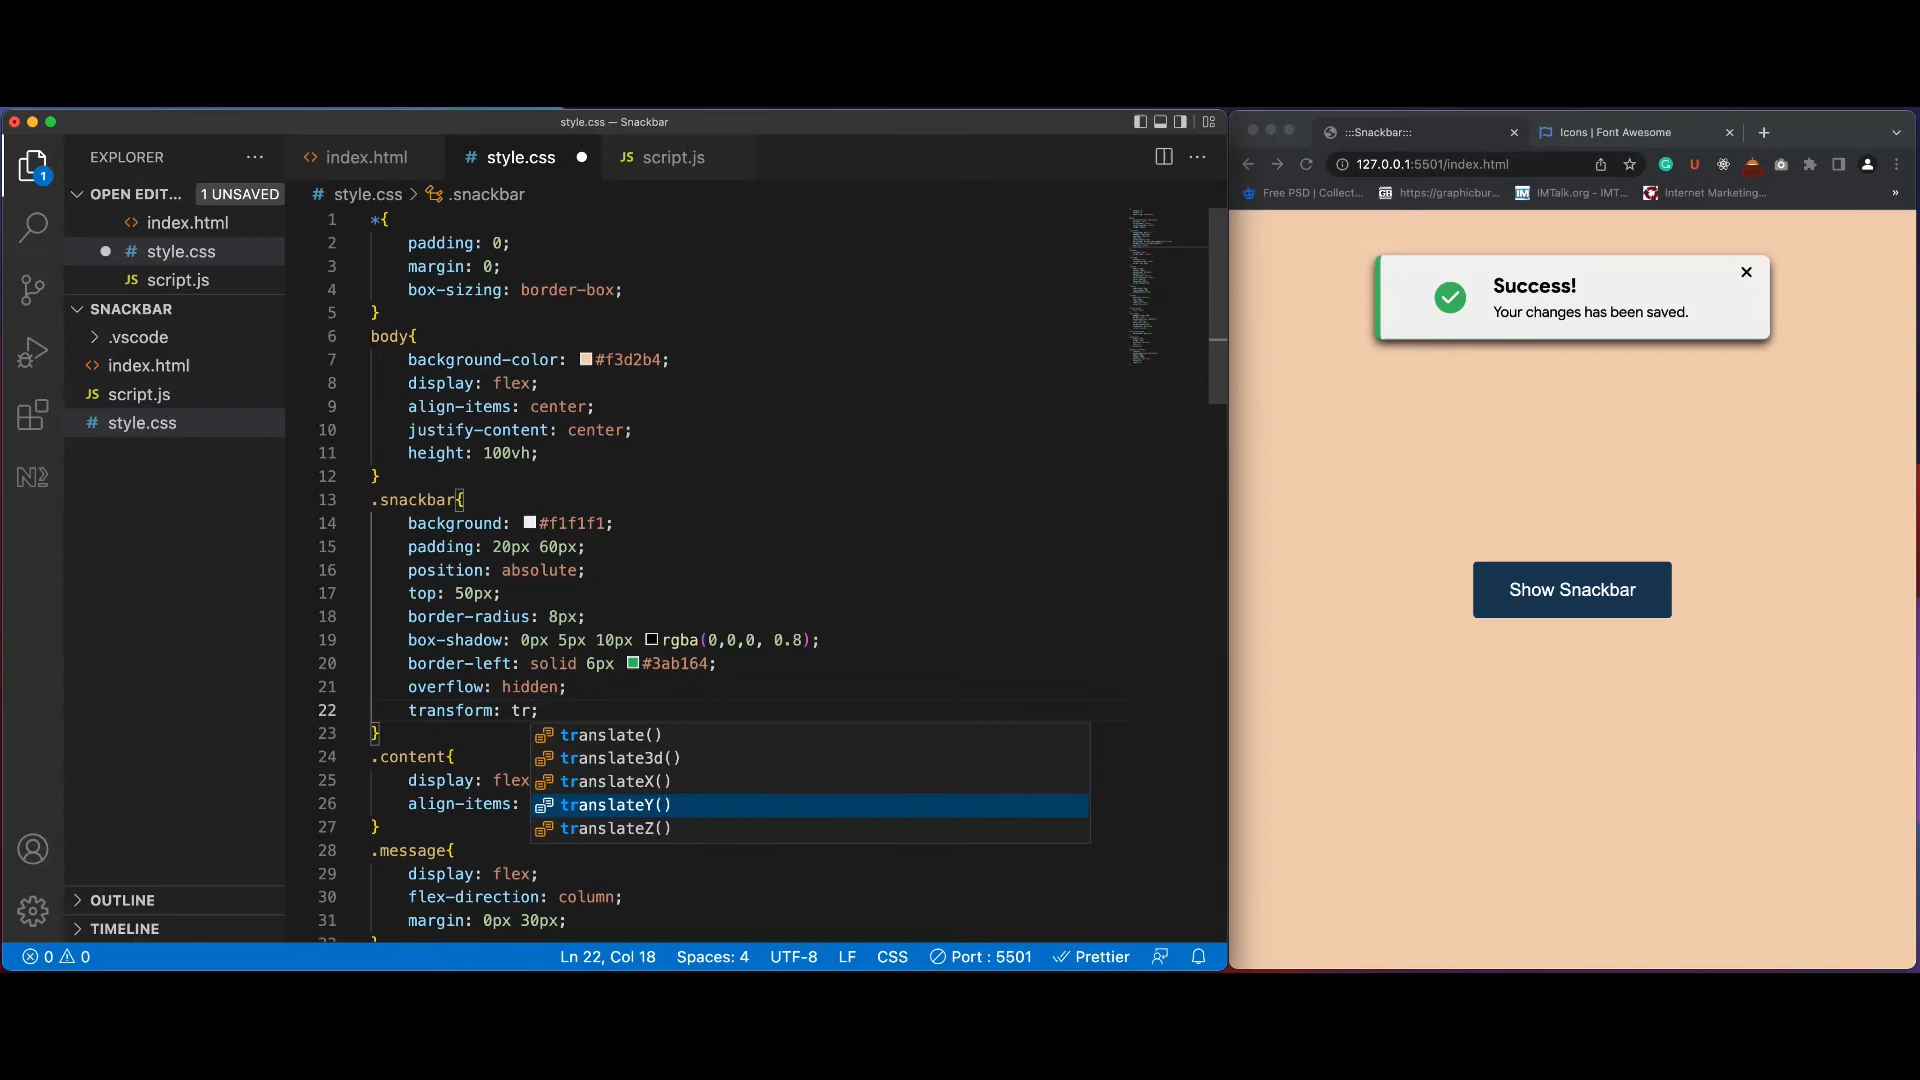 style.css — Snackbar
EXPLORER
index.html
style.css
JS script.js
OPEN EDIT... 1 UNSAVED
# style.css > .snackbar
index.html
# style.css
JS script.js
SNACKBAR
.vscode
index.html
JS script.js
# style.css
OUTLINE
TIMELINE
1
N
1 *{
2 padding: 0;
3 margin: 0;
4 box-sizing: border-box;
5 }
6 body{
7 background-color: #f3d2b4;
8 display: flex;
9 align-items: center;
10 justify-content: center;
11 height: 100vh;
12 }
13 .snackbar{
14 background: #f1f1f1;
15 padding: 20px 60px;
16 position: absolute;
17 top: 50px;
18 border-radius: 8px;
19 box-shadow: 0px 5px 10px rgba(0,0,0, 0.8);
20 border-left: solid 6px #3ab164;
21 overflow: hidden;
22 transform: tr;
23 }
24 .content{
25 display: flex
26 align-items:
27 }
28 .message{
29 display: flex;
30 flex-direction: column;
31 margin: 0px 30px;
translate()
translate3d()
translateX()
translateY()
translateZ()
0 0
Ln 22, Col 18 Spaces: 4 UTF-8 LF CSS Port : 5501 Prettier
:::Snackbar:::
Icons | Font Awesome
127.0.0.1:5501/index.html
Free PSD | Collect...
GB https://graphicbur...
IM IMTalk.org - IMT...
Internet Marketing...
»
Success!
Your changes has been saved.
Show Snackbar